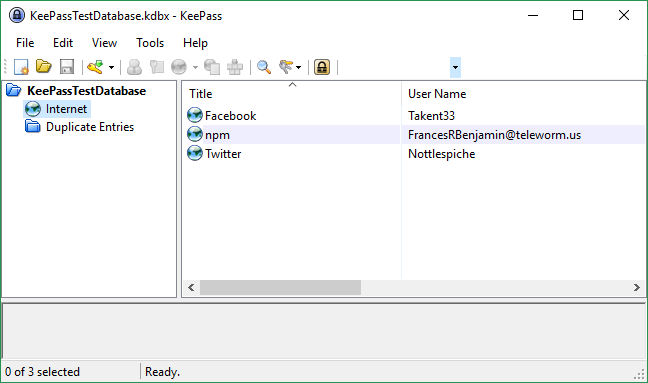 KeePassTestDatabase.kdbx - KeePass
File Edit View Tools Help
KeePassTestDatabase
Internet
Duplicate Entries
Title User Name
Facebook Takent33
npm FrancesRBenjamin@teleworm.us
Twitter Nottlespiche
0 of 3 selected Ready.